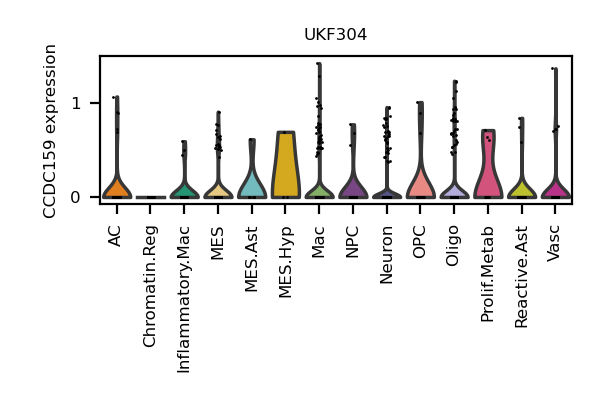 UKF304
CCDC159 expression
1
0
AC
Chromatin.Reg
Inflammatory.Mac
MES
MES.Ast
MES.Hyp
Mac
NPC
Neuron
OPC
Oligo
Prolif.Metab
Reactive.Ast
Vasc